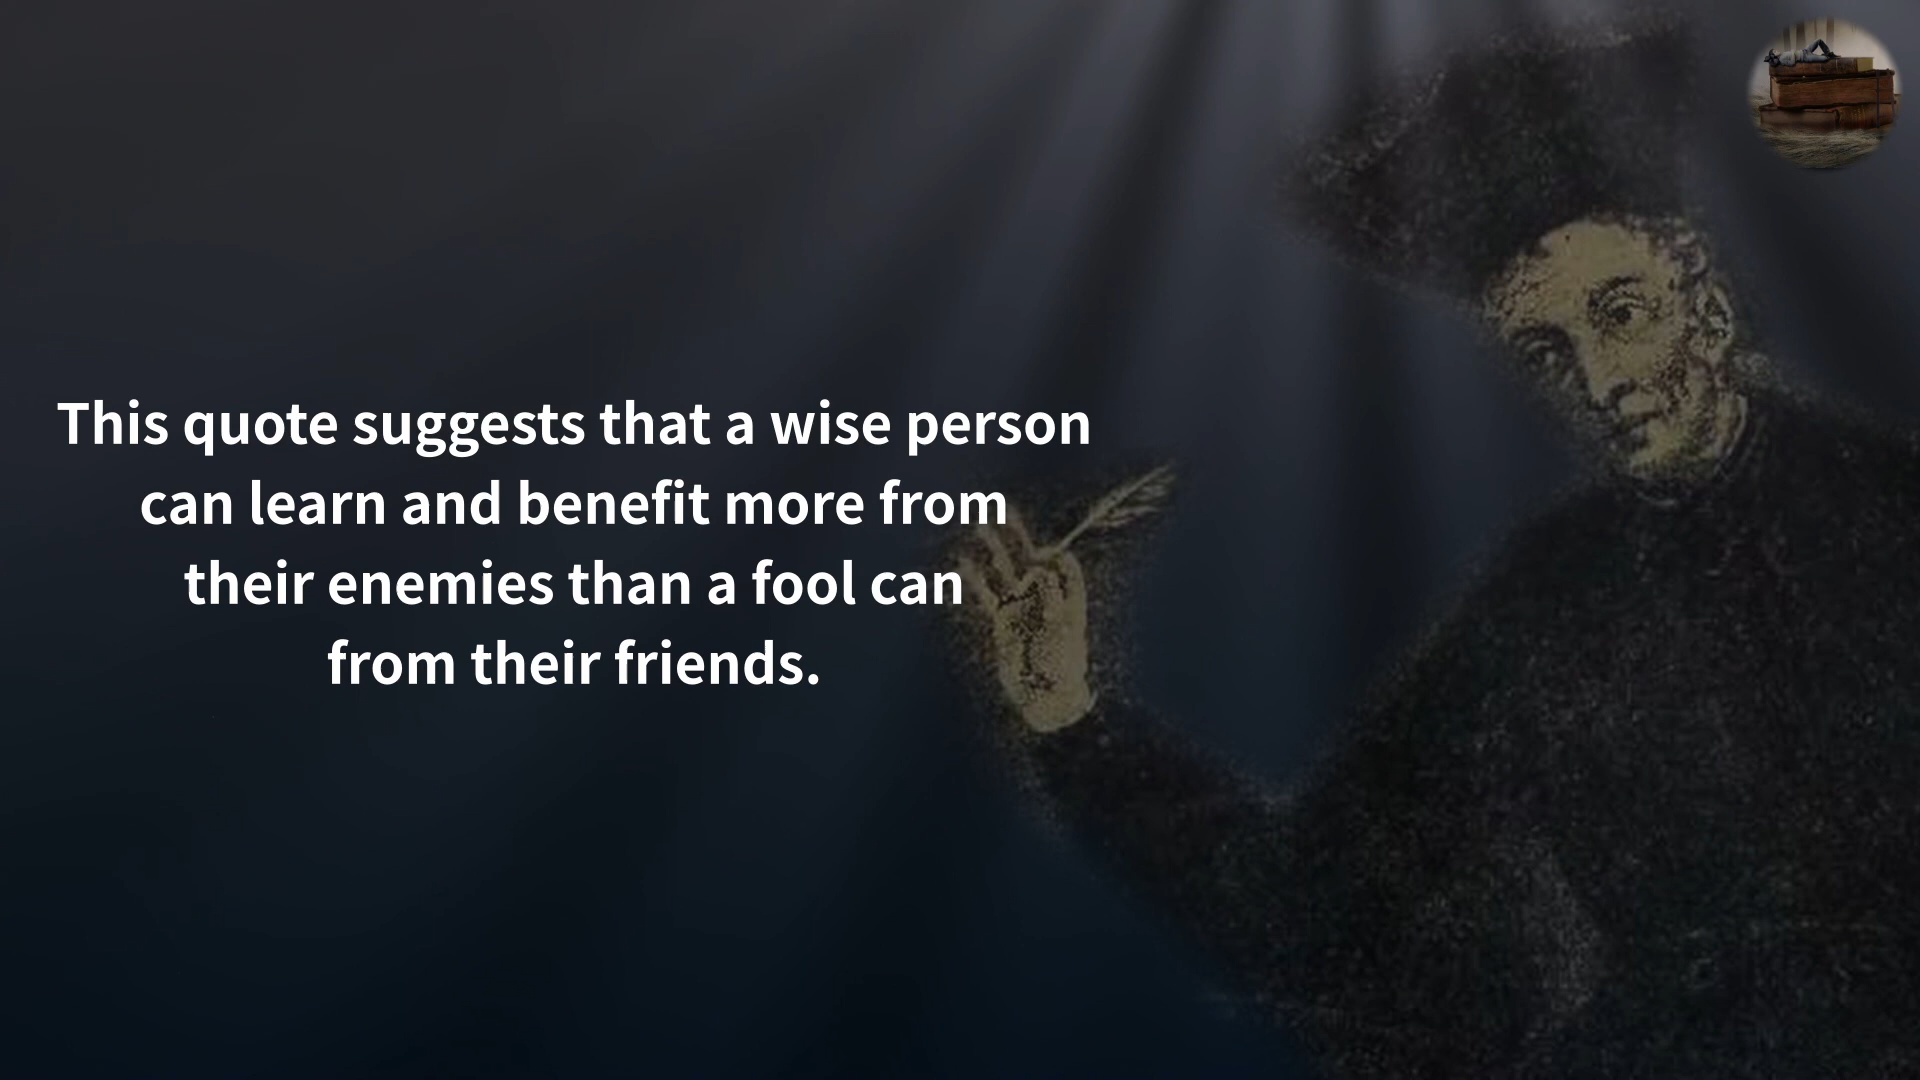 This quote suggests that a wise person
can learn and benefit more from
their enemies than a fool can
from their friends.